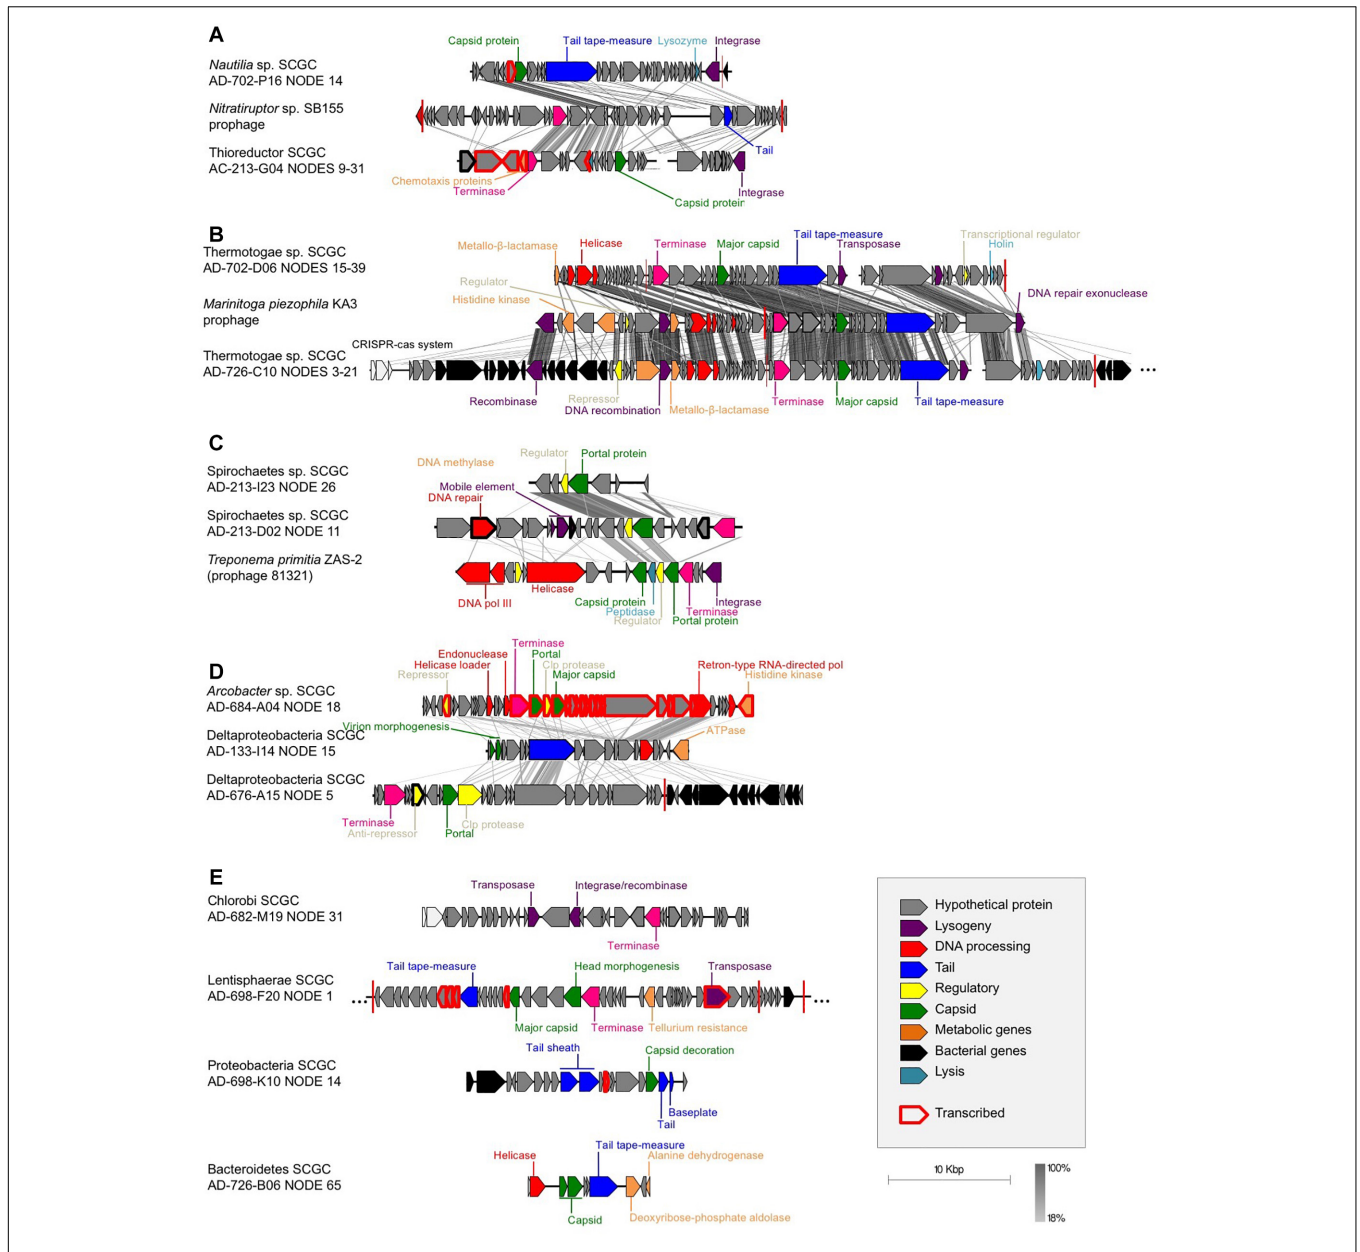 A
Capsid protein
Tail tape-measure
Lysozyme
Integrase
Nautilia sp. SCGC
AD-702-P16 NODE 14
Nitratiruptor sp. SB155
prophage
Tail
Thioreductor SCGC
AC-213-G04 NODES 9-31
Chemotaxis proteins
Terminase
Integrase
Capsid protein
B
Tail tape-measure
Transcriptional regulator
Metallo-β-lactamase
Helicase
Terminase
Major capsid
Transposase
Holin
Thermotogae sp. SCGC
AD-702-D06 NODES 15-39
Regulator
DNA repair exonuclease
Histidine kinase
Marinitoga piezophila KA3
prophage
CRISPR-cas system
Thermotogae sp. SCGC
AD-726-C10 NODES 3-21
Recombinase
Repressor
DNA recombination
Metallo-β-lactamase
Terminase
Major capsid
Tail tape-measure
C
Regulator
Portal protein
DNA methylase
Spirochaetes sp. SCGC
AD-213-I23 NODE 26
Mobile element
DNA repair
Spirochaetes sp. SCGC
AD-213-D02 NODE 11
Treponema primitia ZAS-2
(prophage 81321)
Helicase
DNA pol III
Capsid protein
Integrase
Peptidase
Terminase
Regulator
Portal protein
D
Terminase
Endonuclease
Portal
Helicase loader
Clp protease
Retron-type RNA-directed pol
Repressor
Major capsid
Histidine kinase
Arcobacter sp. SCGC
AD-684-A04 NODE 18
Virion morphogenesis
ATPase
Deltaproteobacteria SCGC
AD-133-I14 NODE 15
Deltaproteobacteria SCGC
AD-676-A15 NODE 5
Terminase
Clp protease
Anti-repressor
Portal
E
Transposase
Integrase/recombinase
Chlorobi SCGC
AD-682-M19 NODE 31
Terminase
Tail tape-measure
Head morphogenesis
Transposase
Lentisphaerae SCGC
AD-698-F20 NODE 1
Major capsid
Terminase
Tellurium resistance
Tail sheath
Capsid decoration
Proteobacteria SCGC
AD-698-K10 NODE 14
Baseplate
Tail
Tail tape-measure
Helicase
Alanine dehydrogenase
Bacteroidetes SCGC
AD-726-B06 NODE 65
Capsid
Deoxyribose-phosphate aldolase
Hypothetical protein
Lysogeny
DNA processing
Tail
Regulatory
Capsid
Metabolic genes
Bacterial genes
Lysis
Transcribed
10 Kbp
100%
18%